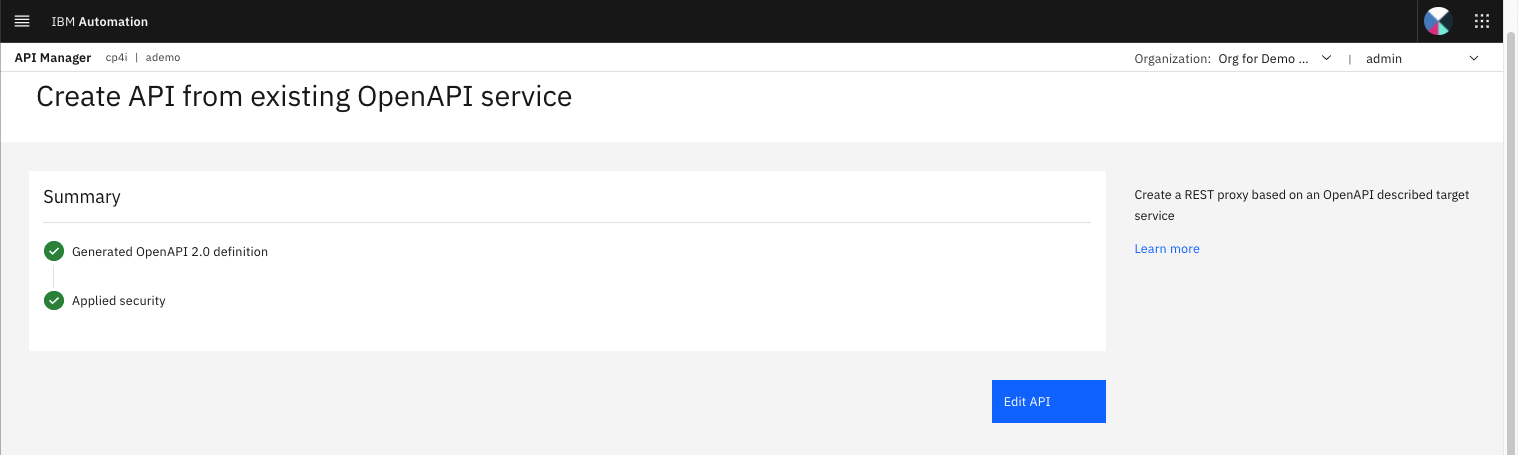 IBM Automation
API Manager cp4i | ademo Organization: Org for Demo ... | admin
Create API from existing OpenAPI service
Summary
Generated OpenAPI 2.0 definition
Applied security
Edit API
Create a REST proxy based on an OpenAPI described target
service
Learn more